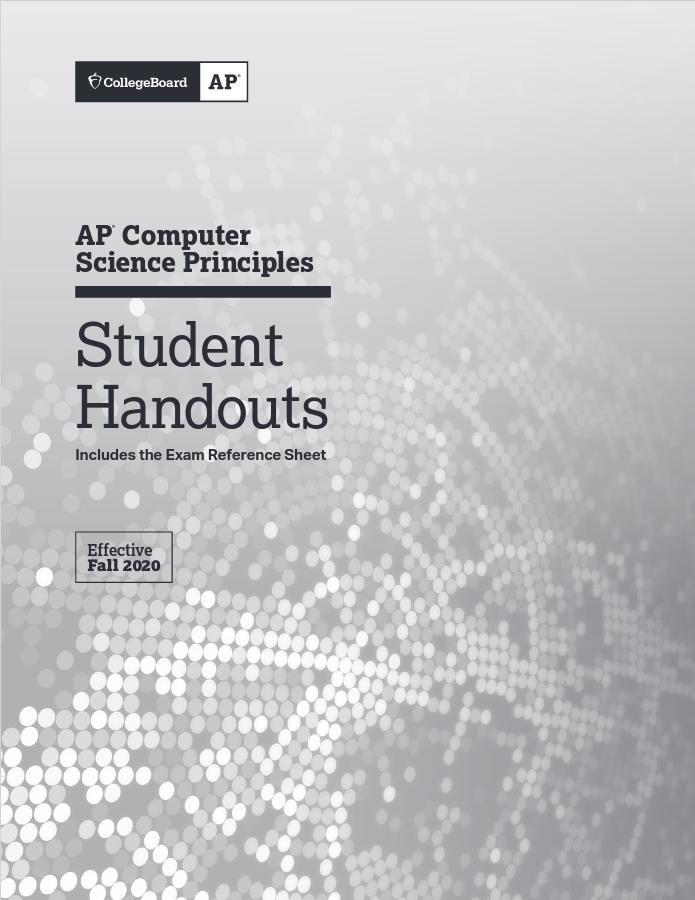 CollegeBoard AP®
AP® Computer
Science Principles
Student
Handouts
Includes the Exam Reference Sheet
Effective
Fall 2020